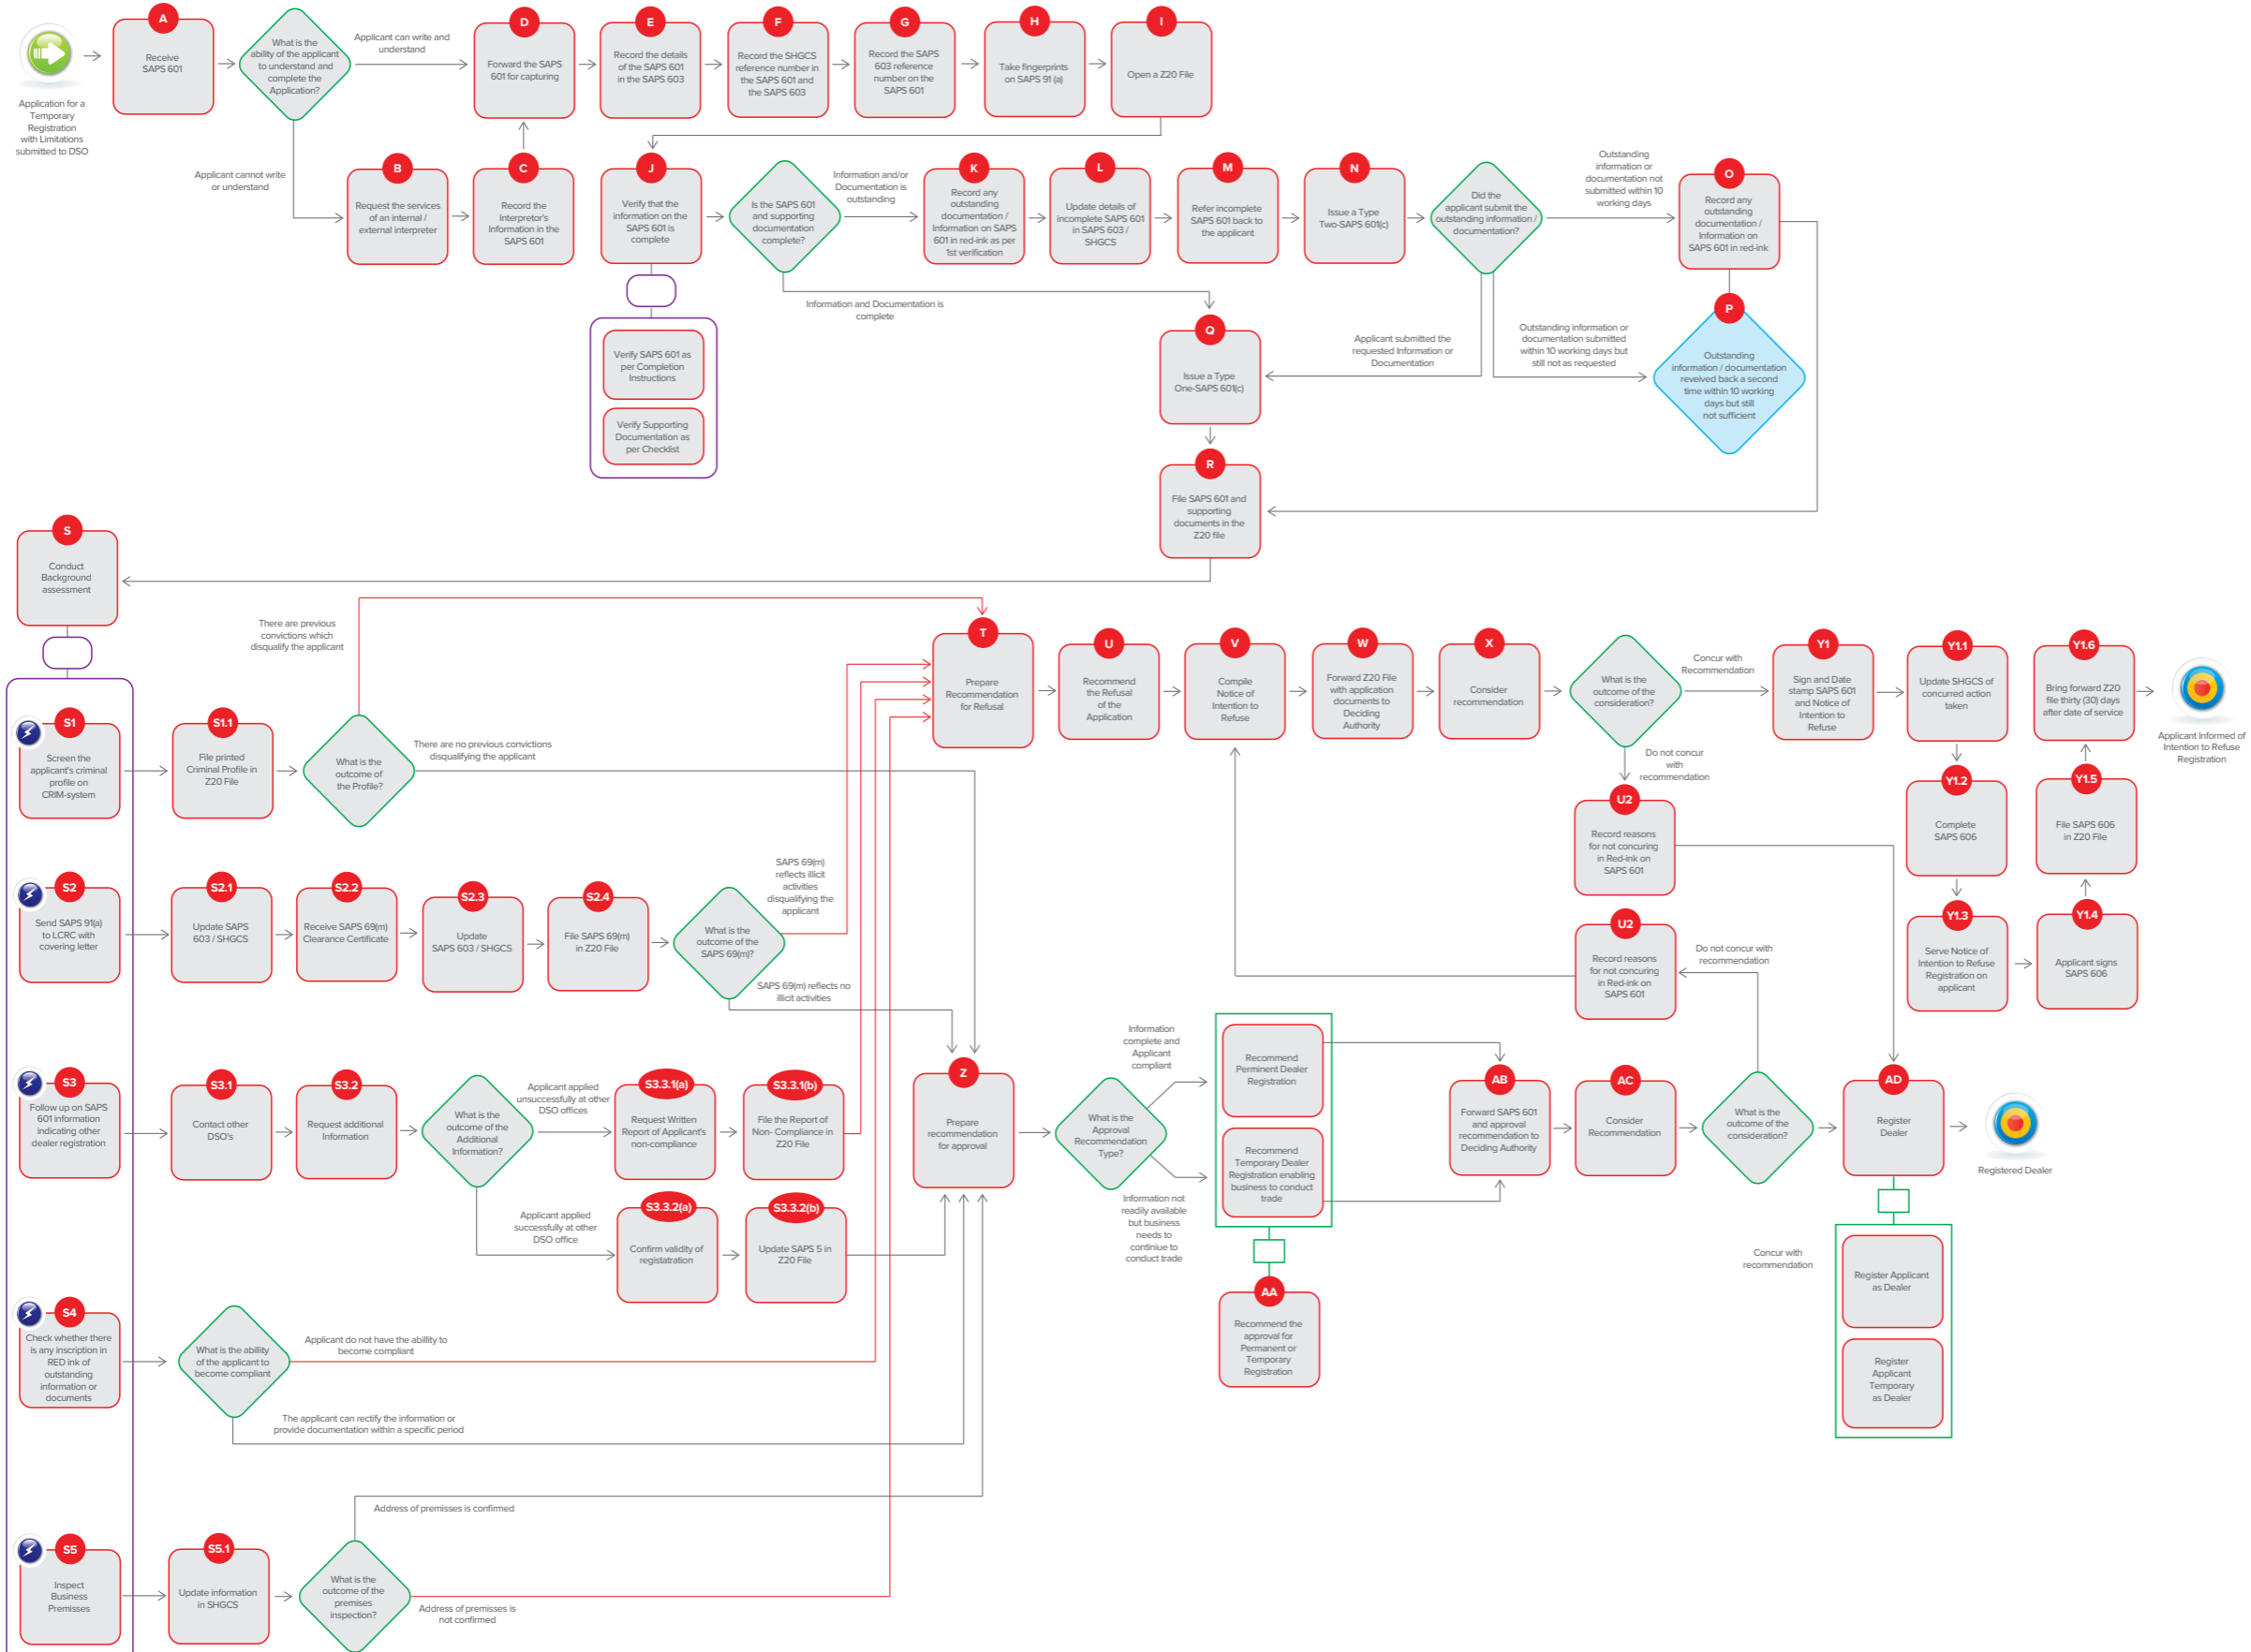 A
Receive
SAPS 601
Application for a
Temporary
Registration
with Limitations
submitted to DSO
What is the
ability of the applicant
to understand and
complete the
Application?
Applicant can write and
understand
Applicant cannot write
or understand
D
Forward the SAPS
601 for capturing
E
Record the details
of the SAPS 601
in the SAPS 603
F
Record the SHGCS
reference number in
the SAPS 601 and
the SAPS 603
G
Record the SAPS
603 reference
number on the
SAPS 601
H
Take fingerprints
on SAPS 91 (a)
I
Open a Z20 File
B
Request the services
of an internal /
external interpreter
C
Record the
Interpretor's
Information in the
SAPS 601
J
Verify that the
information on the
SAPS 601 is
complete
Verify SAPS 601 as
per Completion
Instructions
Verify Supporting
Documentation as
per Checklist
Is the SAPS 601
and supporting
documentation
complete?
Information and/or
Documentation is
outstanding
Information and Documentation is
complete
K
Record any
outstanding
documentation /
Information on SAPS
601 in red-ink as per
1st verification
L
Update details of
incomplete SAPS 601
in SAPS 603 /
SHGCS
M
Refer incomplete
SAPS 601 back to
the applicant
N
Issue a Type
Two-SAPS 601(c)
Did the
applicant submit the
outstanding information /
documentation?
Outstanding
information or
documentation not
submitted within 10
working days
O
Record any
outstanding
documentation /
Information on
SAPS 601 in red-ink
Applicant submitted the
requested Information or
Documentation
Outstanding information or
documentation submitted
within 10 working days but
still not as requested
P
Outstanding
information / documentation
reveived back a second
time within 10 working
days but still
not sufficient
Q
Issue a Type
One-SAPS 601(c)
R
File SAPS 601 and
supporting
documents in the
Z20 file
S
Conduct
Background
assessment
S1
Screen the
applicant's criminal
profile on
CRIM-system
S1.1
File printed
Criminal Profile in
Z20 File
What is the
outcome of
the Profile?
There are previous
convictions which
disqualify the applicant
There are no previous convictions
disqualifying the applicant
S2
Send SAPS 91(a)
to LCRC with
covering letter
S2.1
Update SAPS
603 / SHGCS
S2.2
Receive SAPS 69(m)
Clearance Certificate
S2.3
Update
SAPS 603 / SHGCS
S2.4
File SAPS 69(m)
in Z20 File
What is the
outcome of the
SAPS 69(m)?
SAPS 69(m)
reflects illicit
activities
disqualifying the
applicant
SAPS 69(m) reflects no
illicit activities
S3
Follow up on SAPS
601 information
indicating other
dealer registration
S3.1
Contact other
DSO's
S3.2
Request additional
Information
What is the
outcome of the
Additional
Information?
Applicant applied
unsuccessfully at other
DSO offices
Applicant applied
successfully at other
DSO office
S3.3.1(a)
Request Written
Report of Applicant's
non-compliance
S3.3.1(b)
File the Report of
Non- Compliance in
Z20 File
S3.3.2(a)
Confirm validity of
registatration
S3.3.2(b)
Update SAPS 5 in
Z20 File
S4
Check whether there
is any inscription in
RED ink of
outstanding
information or
documents
What is the abillity
of the applicant to
become compliant
Applicant do not have the abillity to
become compliant
The applicant can rectify the information or
provide documentation within a specific period
S5
Inspect
Business
Premisses
S5.1
Update information
in SHGCS
What is the
outcome of the
premises
inspection?
Address of premisses is confirmed
Address of premisses is
not confirmed
T
Prepare
Recommendation
for Refusal
U
Recommend
the Refusal
of the
Application
V
Compile
Notice of
Intention to
Refuse
W
Forward Z20 File
with application
documents to
Deciding
Authority
X
Consider
recommendation
What is the
outcome of the
consideration?
Concur with
Recommendation
Do not concur
with
recommendation
Y1
Sign and Date
stamp SAPS 601
and Notice of
Intention to
Refuse
Y1.1
Update SHGCS of
concurred action
taken
Y1.2
Complete
SAPS 606
Y1.3
Serve Notice of
Intention to Refuse
Registration on
applicant
Y1.4
Applicant signs
SAPS 606
Y1.5
File SAPS 606
in Z20 File
Y1.6
Bring forward Z20
file thirty (30) days
after date of service
Applicant Informed of
Intention to Refuse
Registration
U2
Record reasons
for not concuring
in Red-ink on
SAPS 601
U2
Record reasons
for not concuring
in Red-ink on
SAPS 601
Do not concur with
recommendation
Z
Prepare
recommendation
for approval
What is the
Approval
Recommendation
Type?
Information
complete and
Applicant
compliant
Information not
readily available
but business
needs to
continiue to
conduct trade
Recommend
Perminent Dealer
Registration
Recommend
Temporary Dealer
Registration enabling
business to conduct
trade
AA
Recommend the
approval for
Permanent or
Temporary
Registration
AB
Forward SAPS 601
and approval
recommendation to
Deciding Authority
AC
Consider
Recommendation
What is the
outcome of the
consideration?
Concur with
recommendation
AD
Register
Dealer
Registered Dealer
Register Applicant
as Dealer
Register
Applicant
Temporary
as Dealer